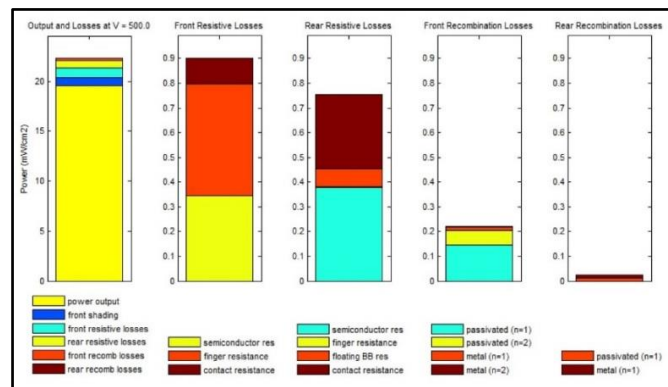 Output and Losses at V = 500.0
Front Resistive Losses
Rear Resistive Losses
Front Recombination Losses
Rear Recombination Losses
Power (mW/cm2)
20
15
10
5
0
0.9
0.8
0.7
0.6
0.5
0.4
0.3
0.2
0.1
0
0.9
0.8
0.7
0.6
0.5
0.4
0.3
0.2
0.1
0
0.9
0.8
0.7
0.6
0.5
0.4
0.3
0.2
0.1
0
0.9
0.8
0.7
0.6
0.5
0.4
0.3
0.2
0.1
0
power output
front shading
front resistive losses
rear resistive losses
front recomb losses
rear recomb losses
semiconductor res
finger resistance
contact resistance
semiconductor res
finger resistance
floating BB res
contact resistance
passivated (n=1)
passivated (n=2)
metal (n=1)
metal (n=2)
passivated (n=1)
metal (n=1)